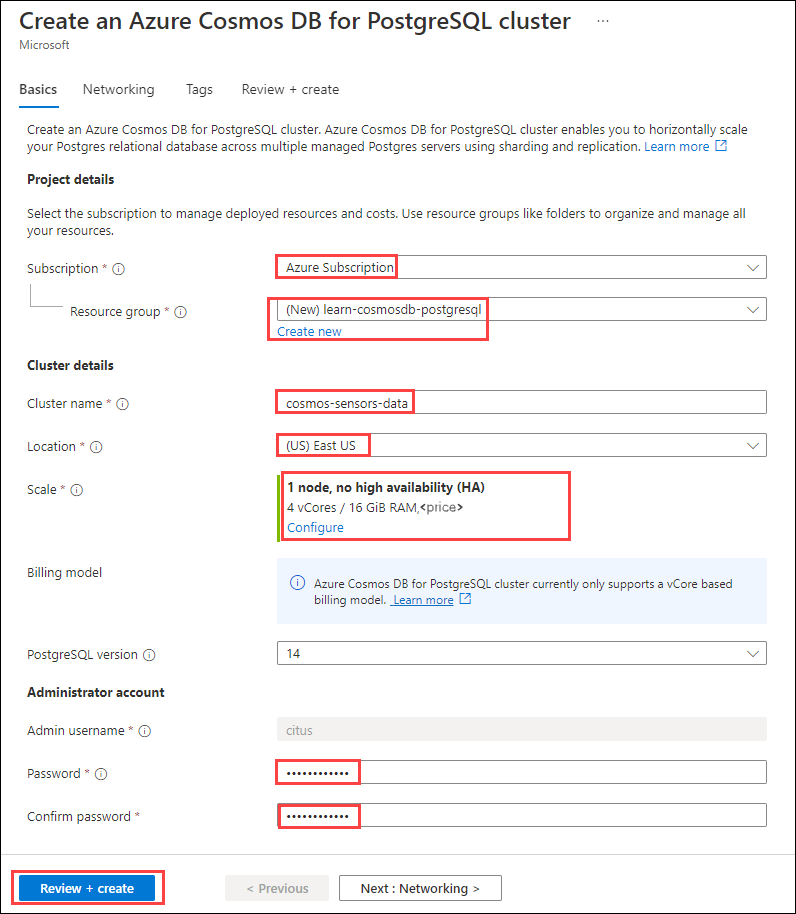 Create an Azure Cosmos DB for PostgreSQL cluster ...
Microsoft
Basics Networking Tags Review + create
Create an Azure Cosmos DB for PostgreSQL cluster. Azure Cosmos DB for PostgreSQL cluster enables you to horizontally scale
your Postgres relational database across multiple managed Postgres servers using sharding and replication. Learn more
Project details
Select the subscription to manage deployed resources and costs. Use resource groups like folders to organize and manage all
your resources.
Subscription * Azure Subscription
Resource group * (New) learn-cosmosdb-postgresql
Create new
Cluster details
Cluster name * cosmos-sensors-data
Location * (US) East US
Scale * 1 node, no high availability (HA)
4 vCores / 16 GiB RAM,<price>
Configure
Billing model
Azure Cosmos DB for PostgreSQL cluster currently only supports a vCore based
billing model. Learn more
PostgreSQL version 14
Administrator account
Admin username * citus
Password * ••••••••••••
Confirm password * ••••••••••••
Review + create < Previous Next : Networking >